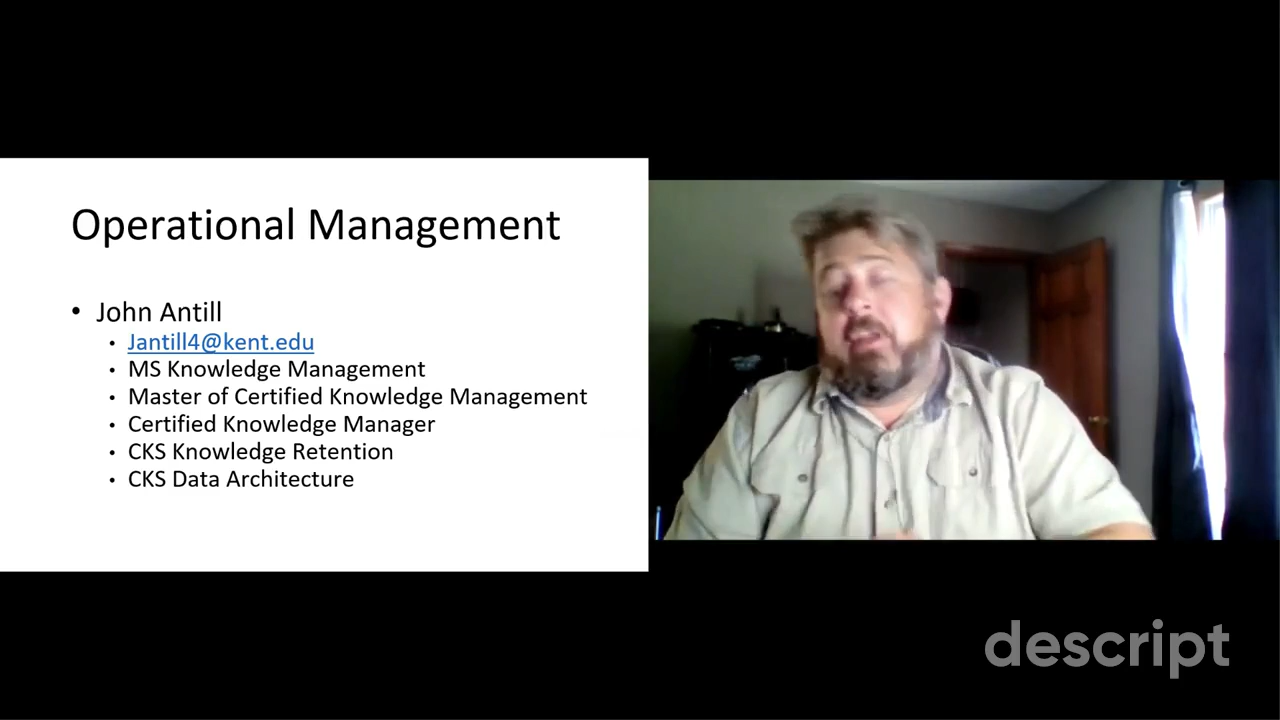 Operational Management
• John Antill
• Jantill4@kent.edu
• MS Knowledge Management
• Master of Certified Knowledge Management
• Certified Knowledge Manager
• CKS Knowledge Retention
• CKS Data Architecture
descript